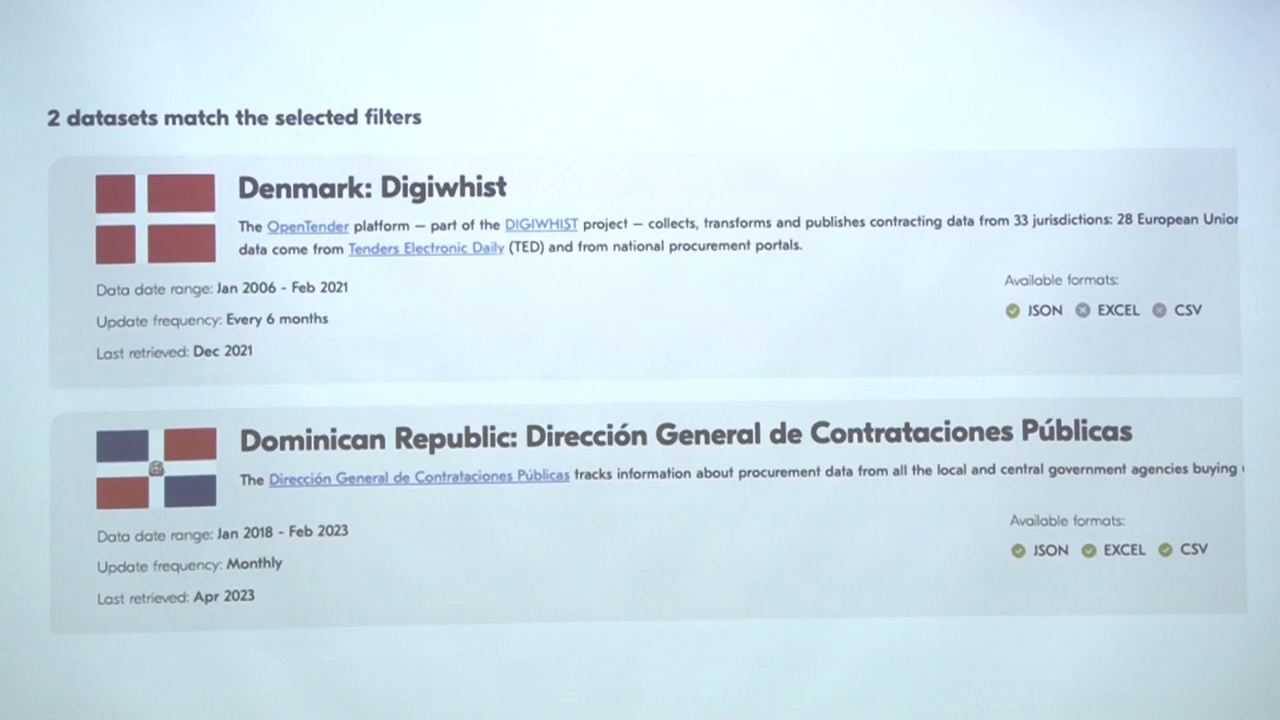 2 datasets match the selected filters
Denmark: Digiwhist
The OpenTender platform — part of the DIGIWHIST project — collects, transforms and publishes contracting data from 33 jurisdictions: 28 European Union
data come from Tenders Electronic Daily (TED) and from national procurement portals.
Data date range: Jan 2006 - Feb 2021
Available formats:
Update frequency: Every 6 months
JSON EXCEL CSV
Last retrieved: Dec 2021
Dominican Republic: Dirección General de Contrataciones Públicas
The Dirección General de Contrataciones Públicas tracks information about procurement data from all the local and central government agencies buying
Data date range: Jan 2018 - Feb 2023
Available formats:
Update frequency: Monthly
JSON EXCEL CSV
Last retrieved: Apr 2023